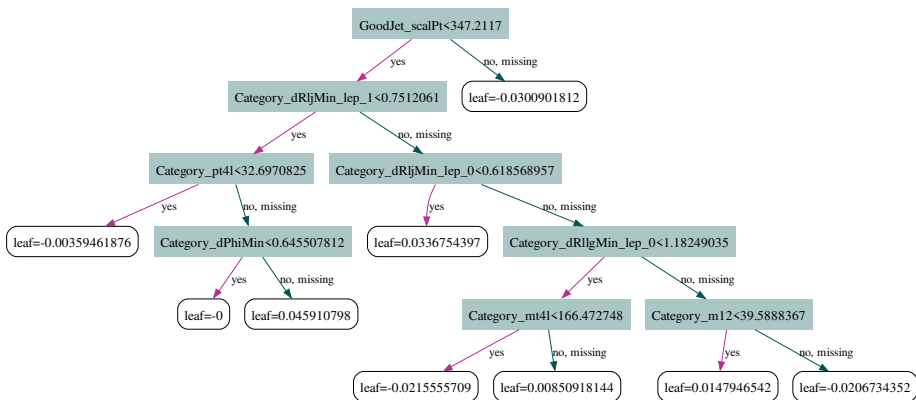 GoodJet_scalPt<347.2117
yes
no, missing
Category_dRljMin_lep_1<0.7512061
leaf=-0.0300901812
yes
no, missing
Category_pt4l<32.6970825
Category_dRljMin_lep_0<0.618568957
yes
no, missing
yes
no, missing
leaf=-0.00359461876
Category_dPhiMin<0.645507812
leaf=0.0336754397
Category_dRllgMin_lep_0<1.18249035
yes
no, missing
yes
no, missing
leaf=-0
leaf=0.045910798
Category_mt4l<166.472748
Category_m12<39.5888367
yes
no, missing
yes
no, missing
leaf=-0.0215555709
leaf=0.00850918144
leaf=0.0147946542
leaf=-0.0206734352